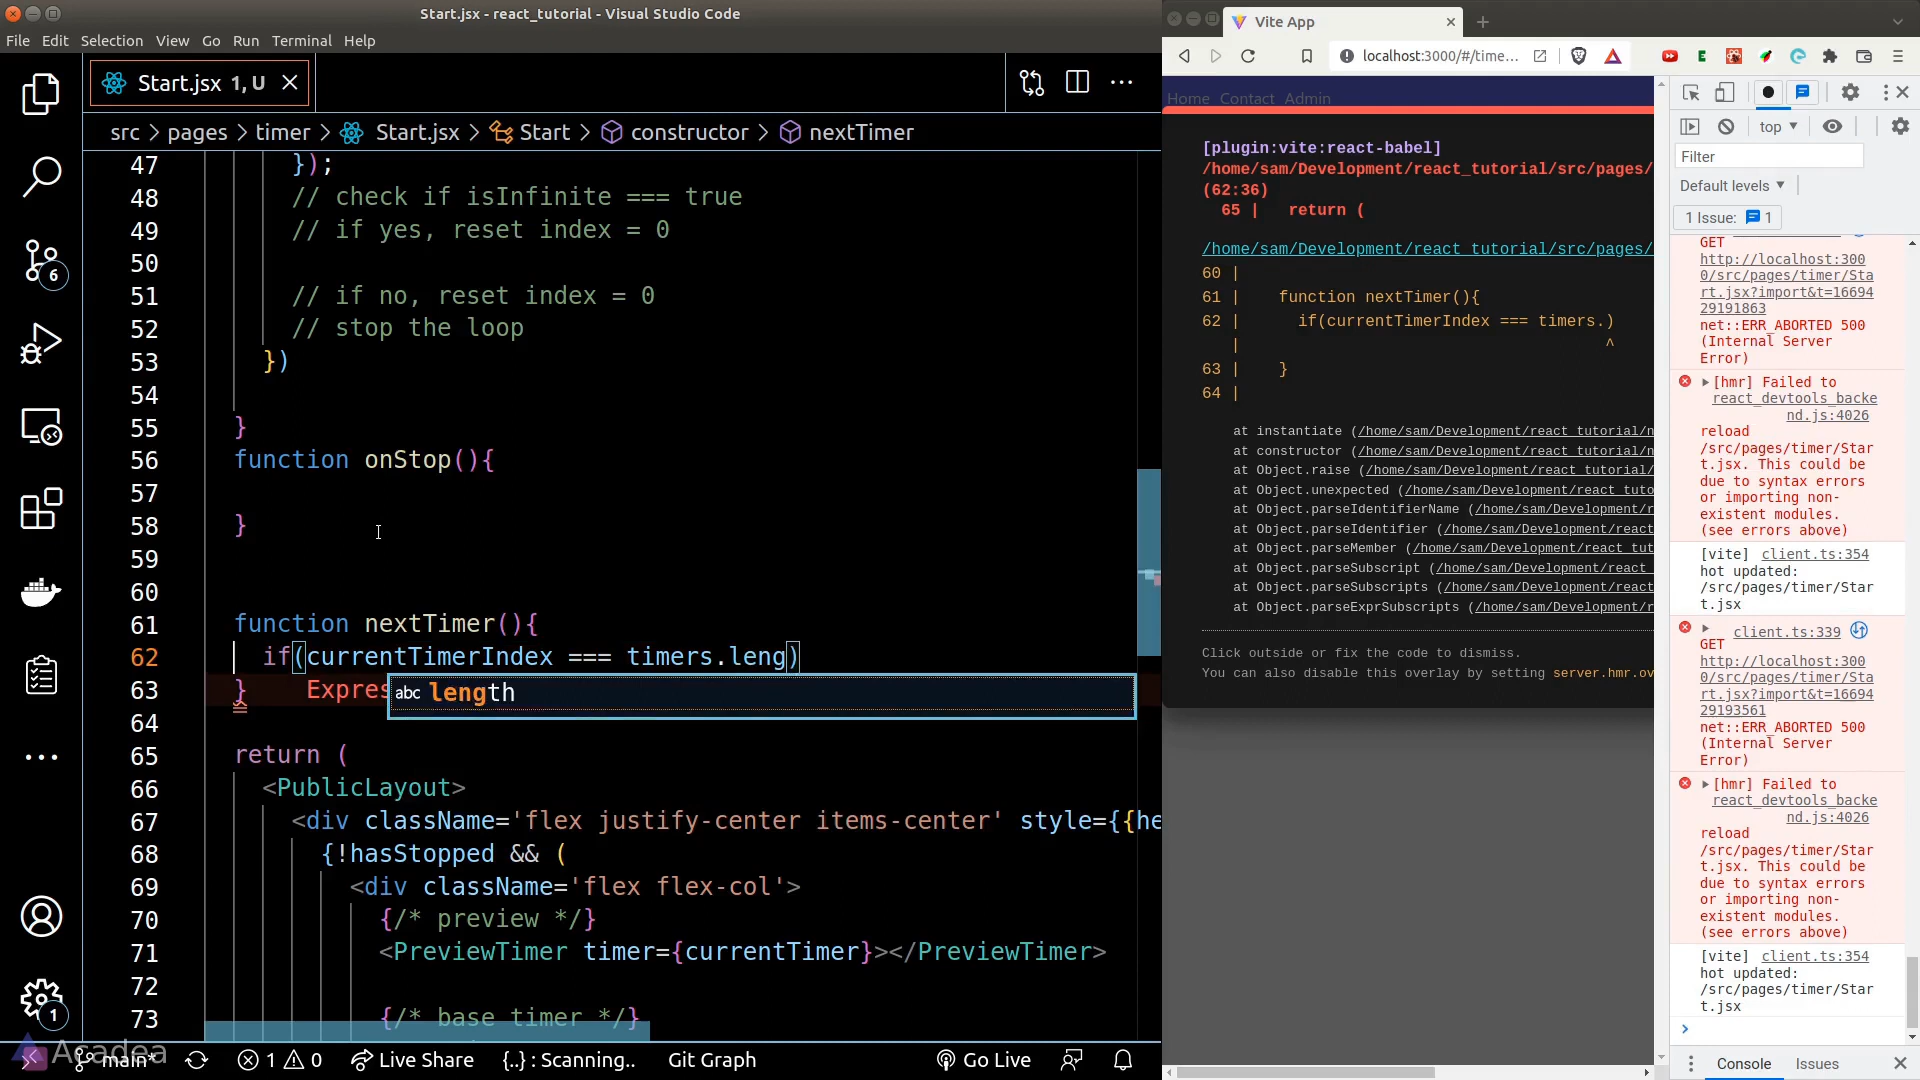 Start.jsx - react_tutorial - Visual Studio Code
File Edit Selection View Go Run Terminal Help
Start.jsx 1, U
src > pages > timer > Start.jsx > Start > constructor > nextTimer
47 });
48 // check if isInfinite === true
49 // if yes, reset index = 0
50
51 // if no, reset index = 0
52 // stop the loop
53 })
54
55 }
56 function onStop(){
57
58 }
59
60
61 function nextTimer(){
62 if(currentTimerIndex === timers.leng)
63 } Expres
abc length
64
65 return (
66 <PublicLayout>
67 <div className='flex justify-center items-center' style={{he
68 {!hasStopped && (
69 <div className='flex flex-col'>
70 {/* preview */}
71 <PreviewTimer timer={currentTimer}></PreviewTimer>
72
73 {/* base timer */}
6
1
Acadea
main* 1 0 Live Share {..} : Scanning.. Git Graph Go Live
Vite App
localhost:3000/#/time...
Home Contact Admin
[plugin:vite:react-babel]
/home/sam/Development/react_tutorial/src/pages/
(62:36)
65 | return (
/home/sam/Development/react_tutorial/src/pages/
60 |
61 | function nextTimer(){
62 | if(currentTimerIndex === timers.)
| ^
63 | }
64 |
at instantiate (/home/sam/Development/react_tutorial/n
at constructor (/home/sam/Development/react_tutorial/n
at Object.raise (/home/sam/Development/react_tutorial/
at Object.unexpected (/home/sam/Development/react_tuto
at Object.parseIdentifierName (/home/sam/Development/r
at Object.parseIdentifier (/home/sam/Development/react
at Object.parseMember (/home/sam/Development/react_tut
at Object.parseSubscript (/home/sam/Development/react_
at Object.parseSubscripts (/home/sam/Development/react
at Object.parseExprSubscripts (/home/sam/Development/r
Click outside or fix the code to dismiss.
You can also disable this overlay by setting server.hmr.ov
top
Filter
Default levels
1 Issue: 1
GET
http://localhost:300
0/src/pages/timer/Sta
rt.jsx?import&t=16694
29191863
net::ERR_ABORTED 500
(Internal Server
Error)
[hmr] Failed to
react_devtools_backe
nd.js:4026
reload
/src/pages/timer/Star
t.jsx. This could be
due to syntax errors
or importing non-
existent modules.
(see errors above)
[vite] client.ts:354
hot updated:
/src/pages/timer/Star
t.jsx
client.ts:339
GET
http://localhost:300
0/src/pages/timer/Sta
rt.jsx?import&t=16694
29193561
net::ERR_ABORTED 500
(Internal Server
Error)
[hmr] Failed to
react_devtools_backe
nd.js:4026
reload
/src/pages/timer/Star
t.jsx. This could be
due to syntax errors
or importing non-
existent modules.
(see errors above)
[vite] client.ts:354
hot updated:
/src/pages/timer/Star
t.jsx
Console Issues